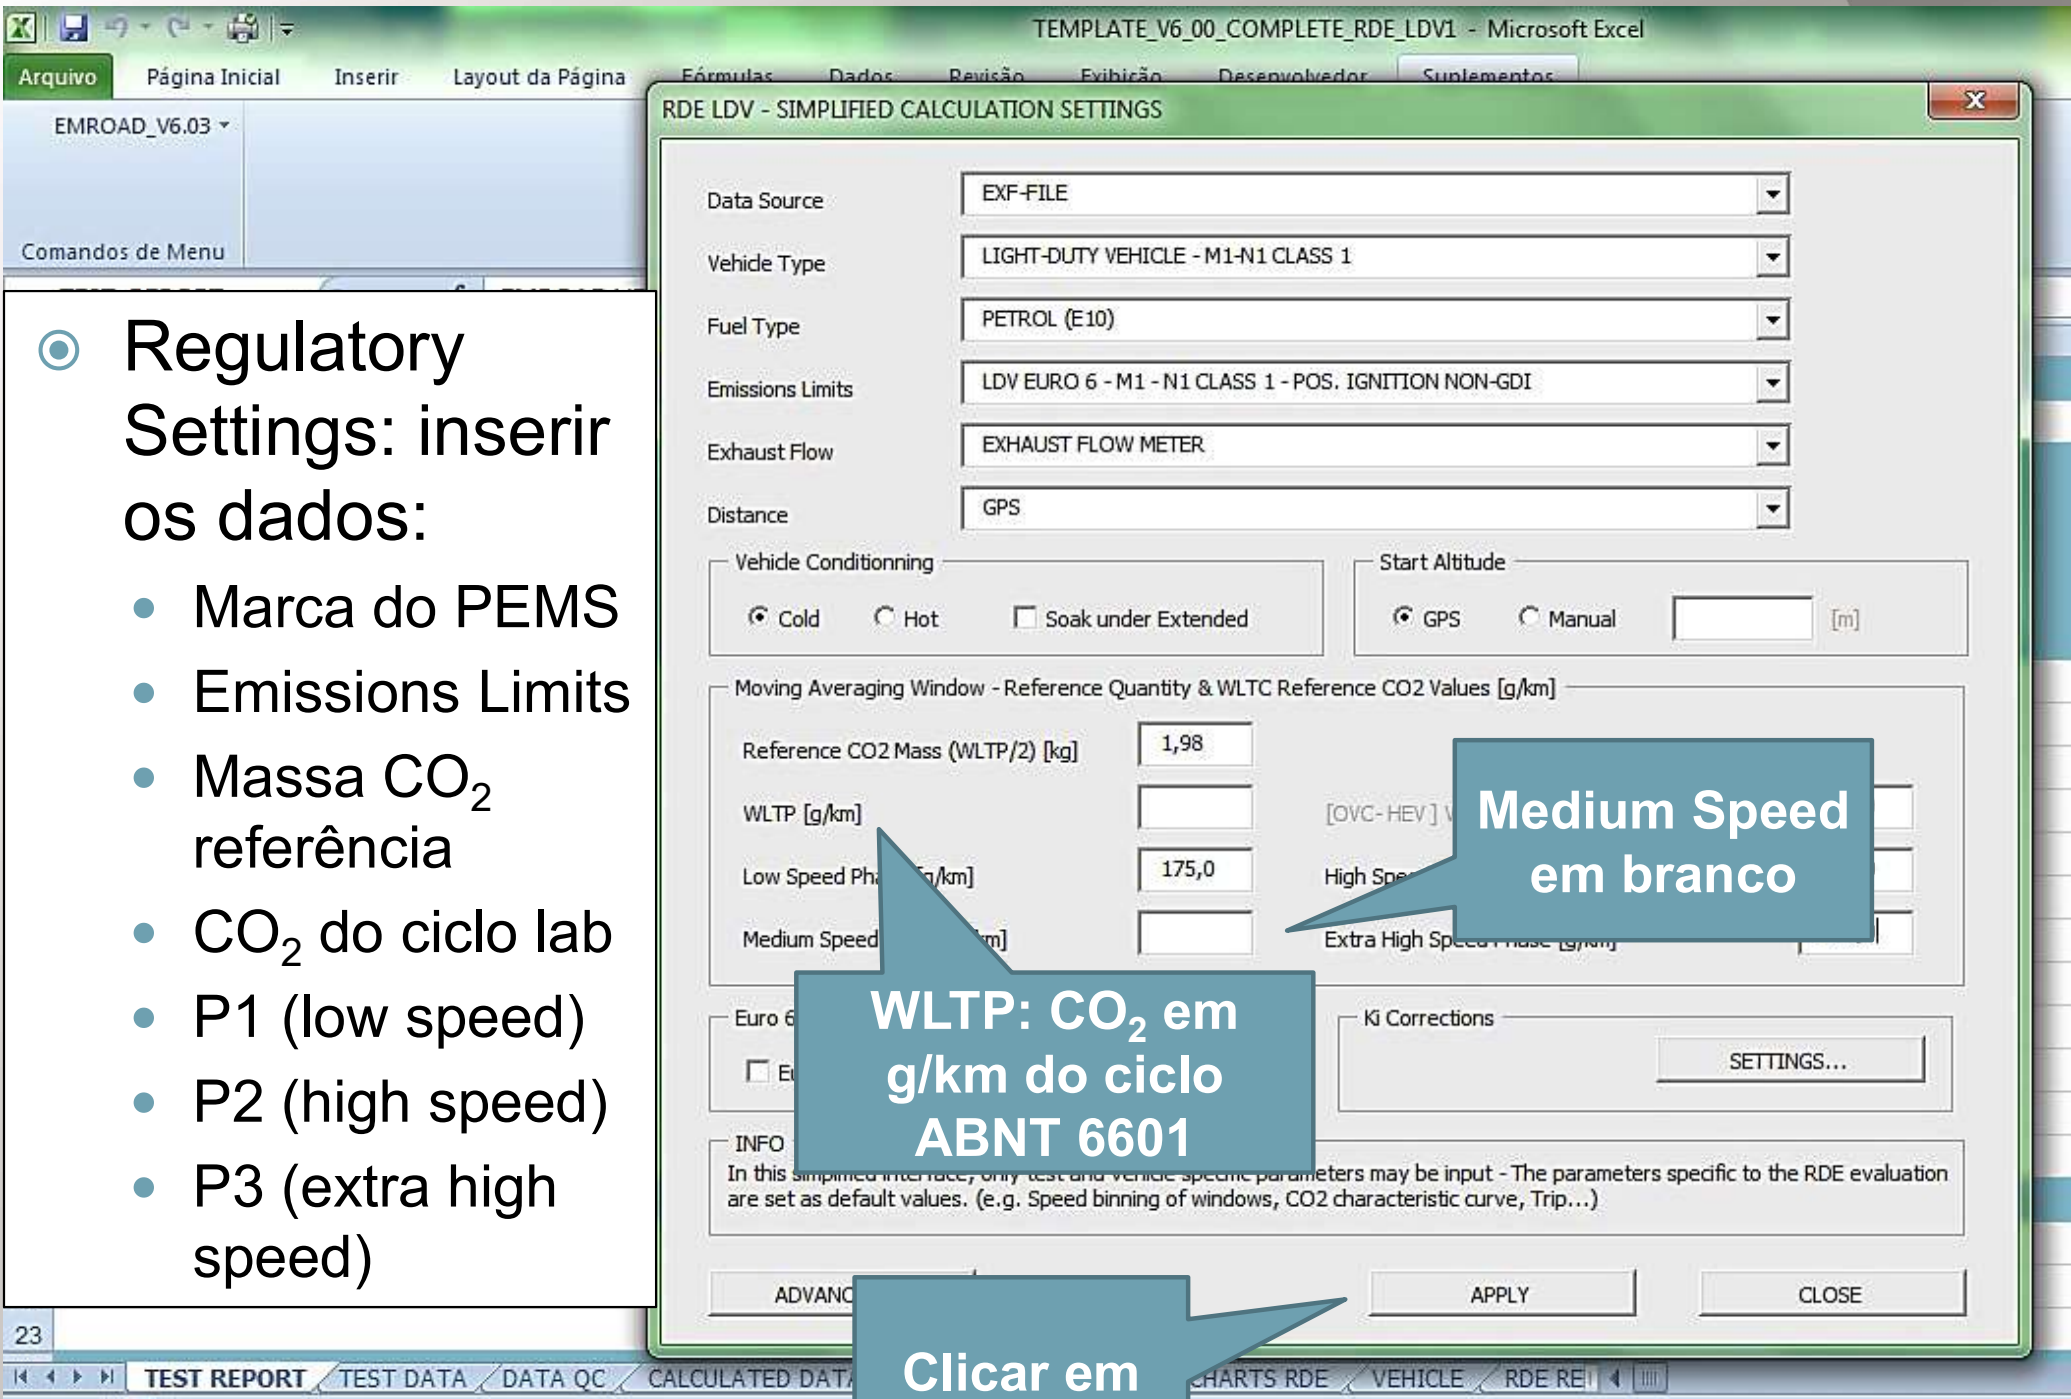 TEMPLATE_V6_00_COMPLETE_RDE_LDV1 - Microsoft Excel
Arquivo Página Inicial Inserir Layout da Página Fórmulas Dados Revisão Exibição Desenvolvedor Suplementos
EMROAD_V6.03
Comandos de Menu
Regulatory
Settings: inserir
os dados:
Marca do PEMS
Emissions Limits
Massa CO2
referência
CO2 do ciclo lab
P1 (low speed)
P2 (high speed)
P3 (extra high
speed)
RDE LDV - SIMPLIFIED CALCULATION SETTINGS
Data Source EXF-FILE
Vehicle Type LIGHT-DUTY VEHICLE - M1-N1 CLASS 1
Fuel Type PETROL (E10)
Emissions Limits LDV EURO 6 - M1 - N1 CLASS 1 - POS. IGNITION NON-GDI
Exhaust Flow EXHAUST FLOW METER
Distance GPS
Vehicle Conditionning
Cold Hot Soak under Extended
Start Altitude
GPS Manual [m]
Moving Averaging Window - Reference Quantity & WLTC Reference CO2 Values [g/km]
Reference CO2 Mass (WLTP/2) [kg] 1,98
WLTP [g/km] [OVC-HEV]
Low Speed 175,0 High
Medium Speed Extra High
Medium Speed
em branco
WLTP: CO2 em
g/km do ciclo
ABNT 6601
Euro 6
Ki Corrections
SETTINGS...
INFO
In this simplified interface, only test and vehicle specific parameters may be input - The parameters specific to the RDE evaluation
are set as default values. (e.g. Speed binning of windows, CO2 characteristic curve, Trip...)
APPLY CLOSE
Clicar em
23
TEST REPORT TEST DATA DATA QC CALCULATED DATA CHARTS RDE VEHICLE RDE RE